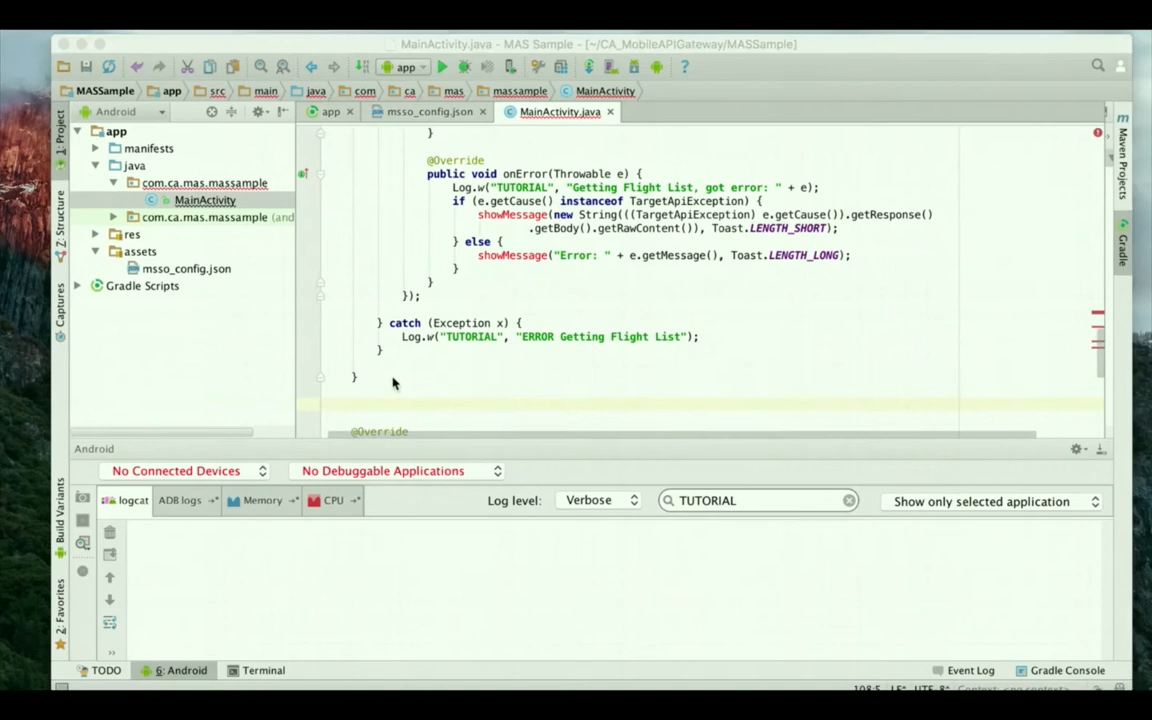 MainActivity.java - MAS Sample - [~/CA_MobileAPIGateway/MASSample]
app
MASSample app src main java com ca mas massample MainActivity
Android
app msso_config.json MainActivity.java
1: Project
Z: Structure
Captures
Build Variants
2: Favorites
app
manifests
java
com.ca.mas.massample
MainActivity
com.ca.mas.massample (and
res
assets
msso_config.json
Gradle Scripts
}
@Override
public void onError(Throwable e) {
Log.w("TUTORIAL", "Getting Flight List, got error: " + e);
if (e.getCause() instanceof TargetApiException) {
showMessage(new String(((TargetApiException) e.getCause()).getResponse()
.getBody().getRawContent()), Toast.LENGTH_SHORT);
} else {
showMessage("Error: " + e.getMessage(), Toast.LENGTH_LONG);
}
}
});
} catch (Exception x) {
Log.w("TUTORIAL", "ERROR Getting Flight List");
}
}
@Override
Maven Projects
Gradle
Android
No Connected Devices No Debuggable Applications
logcat ADB logs Memory CPU Log level: Verbose TUTORIAL Show only selected application
TODO 6: Android Terminal Event Log Gradle Console